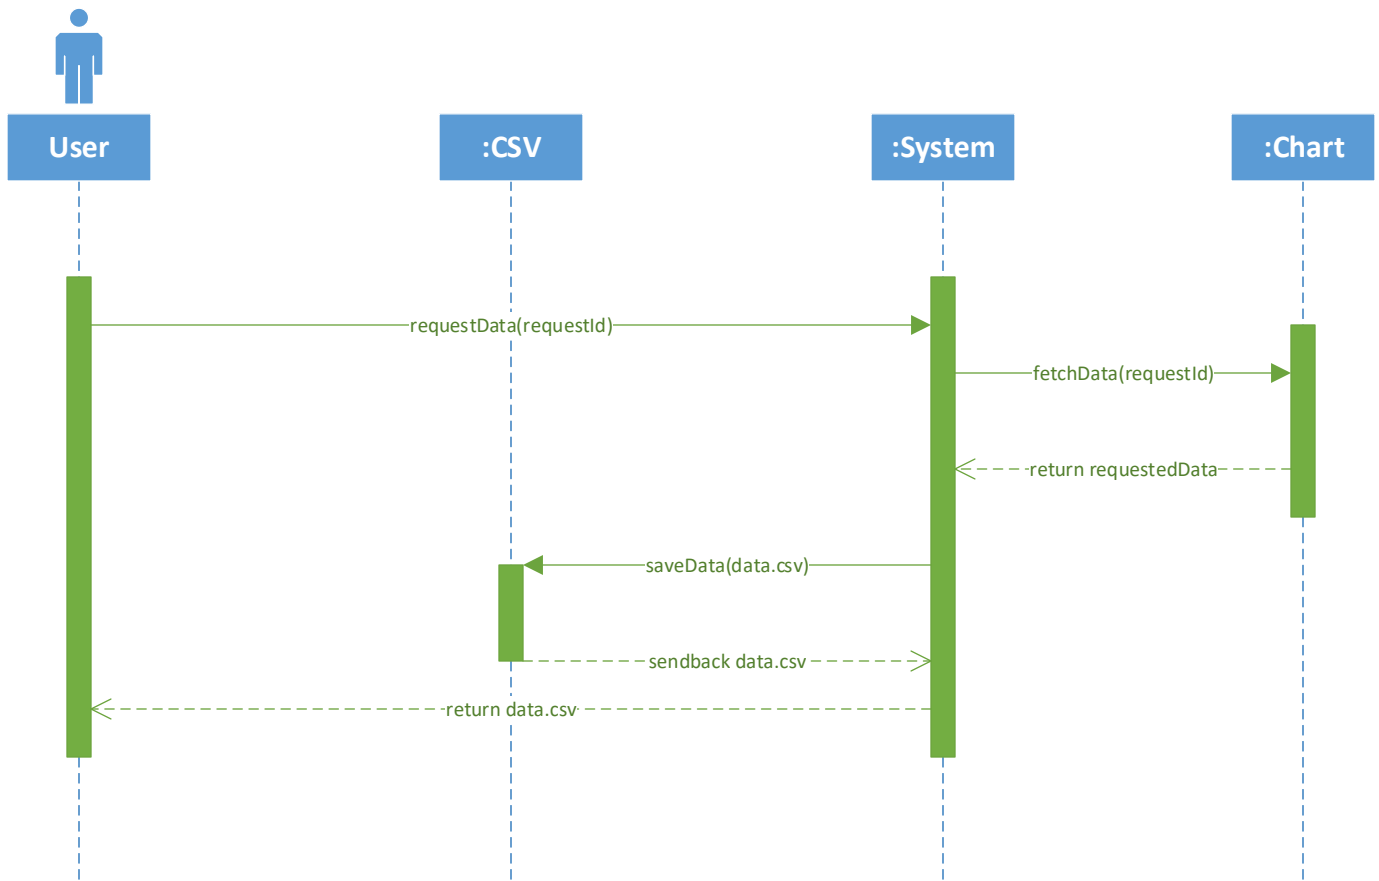 User
:CSV
:System
:Chart
requestData(requestId)
fetchData(requestId)
return requestedData
saveData(data.csv)
sendback data.csv
return data.csv